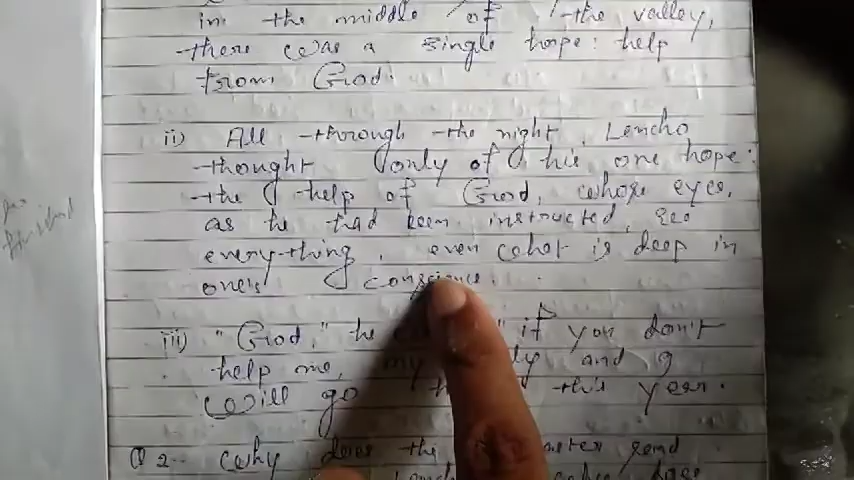 in the middle of the valley,
there was a single hope: help
from God.
ii) All through the night, Lencho
thought only of his one hope:
the help of God, whose eyes,
as he had been instructed, see
everything, even what is deep in
one's conscience.
iii) "God," he "if you don't
help me, my and
will go this year.
Q2. Why does the send